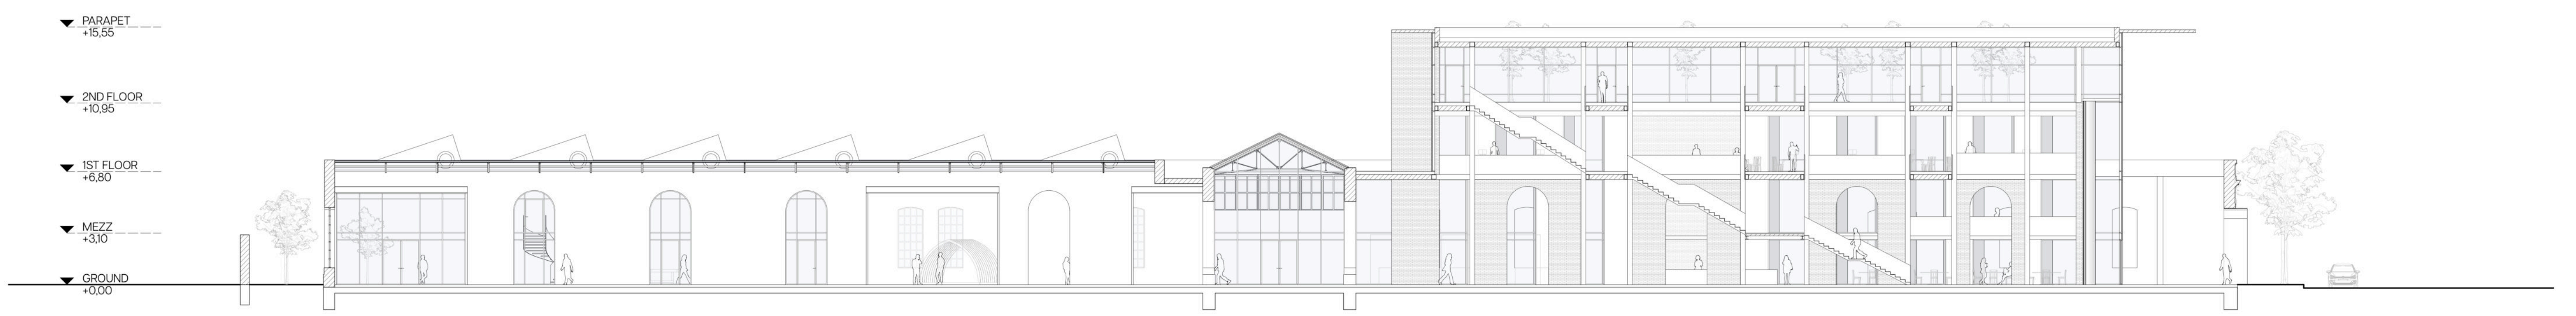 PARAPET
+15,55
2ND FLOOR
+10,95
1ST FLOOR
+6,80
MEZZ
+3,10
GROUND
+0,00